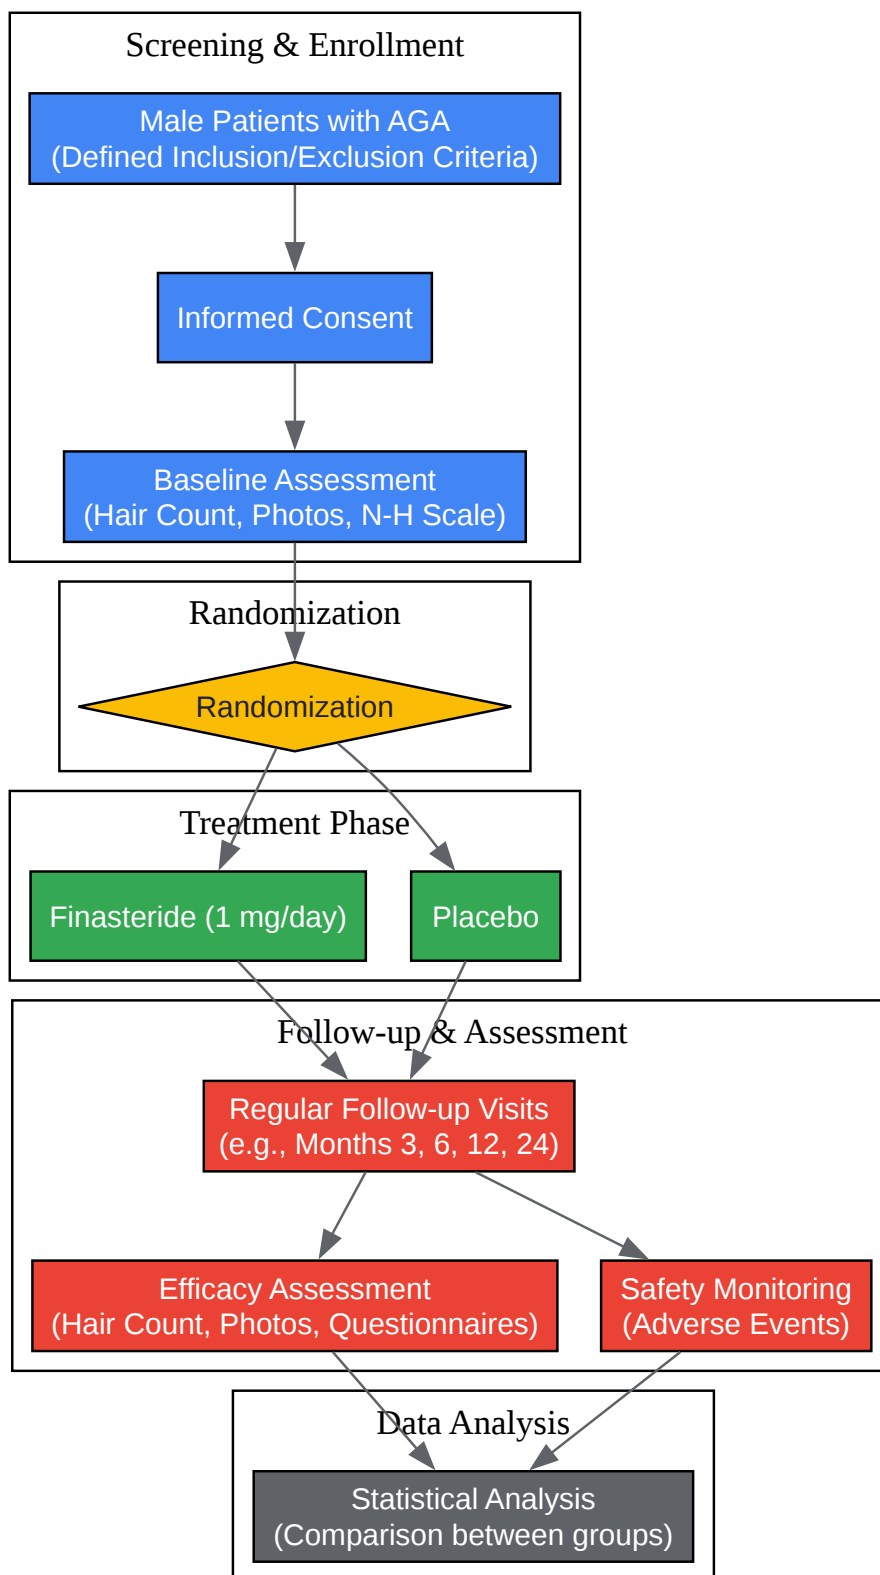 Screening & Enrollment
Male Patients with AGA
(Defined Inclusion/Exclusion Criteria)
Informed Consent
Baseline Assessment
(Hair Count, Photos, N-H Scale)
Randomization
Randomization
Treatment Phase
Finasteride (1 mg/day)
Placebo
Follow-up & Assessment
Regular Follow-up Visits
(e.g., Months 3, 6, 12, 24)
Efficacy Assessment
(Hair Count, Photos, Questionnaires)
Safety Monitoring
(Adverse Events)
Data Analysis
Statistical Analysis
(Comparison between groups)